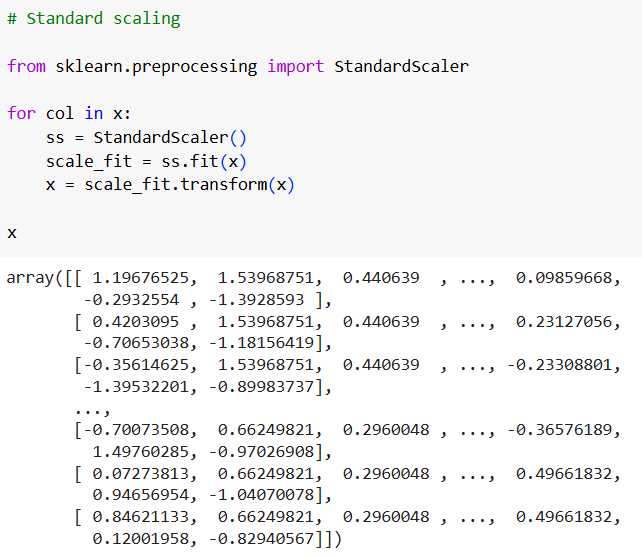 # Standard scaling
from sklearn.preprocessing import StandardScaler
for col in x:
    ss = StandardScaler()
    scale_fit = ss.fit(x)
    x = scale_fit.transform(x)
x
array([[ 1.19676525,  1.53968751,  0.440639  , ...,  0.09859668,
        -0.2932554 , -1.3928593 ],
       [ 0.4203095 ,  1.53968751,  0.440639  , ...,  0.23127056,
        -0.70653038, -1.18156419],
       [-0.35614625,  1.53968751,  0.440639  , ..., -0.23308801,
        -1.39532201, -0.89983737],
       ...,
       [-0.70073508,  0.66249821,  0.2960048 , ..., -0.36576189,
         1.49760285, -0.97026908],
       [ 0.07273813,  0.66249821,  0.2960048 , ...,  0.49661832,
         0.94656954, -1.04070078],
       [ 0.84621133,  0.66249821,  0.2960048 , ...,  0.49661832,
         0.12001958, -0.82940567]])